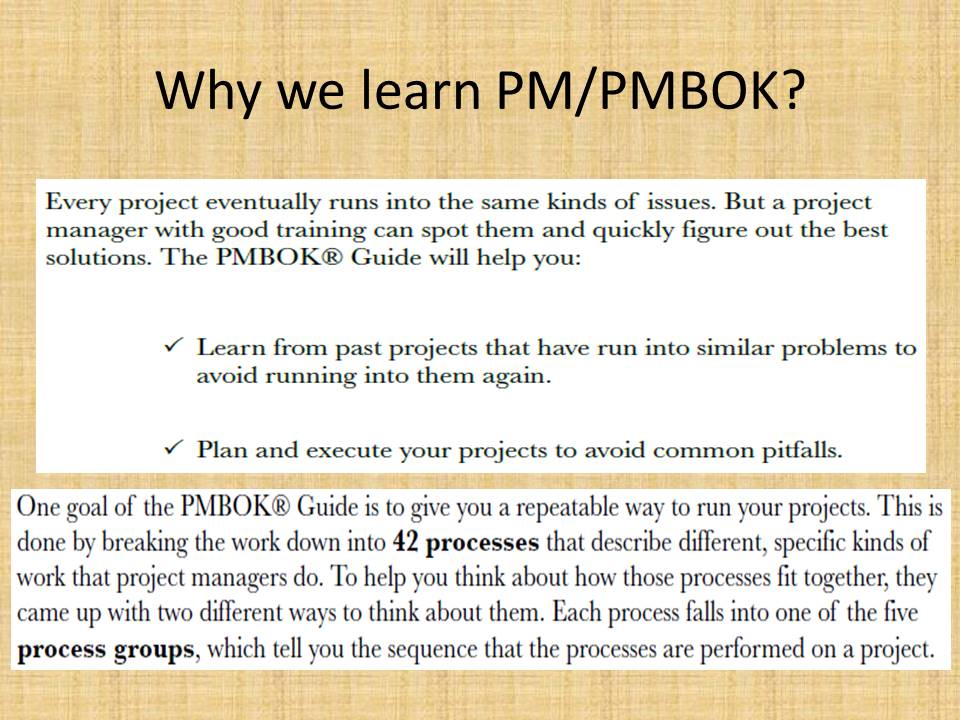 Why we learn PM/PMBOK?
Every project eventually runs into the same kinds of issues. But a project
manager with good training can spot them and quickly figure out the best
solutions. The PMBOK® Guide will help you:
✓ Learn from past projects that have run into similar problems to
avoid running into them again.
✓ Plan and execute your projects to avoid common pitfalls.
One goal of the PMBOK® Guide is to give you a repeatable way to run your projects. This is
done by breaking the work down into 42 processes that describe different, specific kinds of
work that project managers do. To help you think about how those processes fit together, they
came up with two different ways to think about them. Each process falls into one of the five
process groups, which tell you the sequence that the processes are performed on a project.